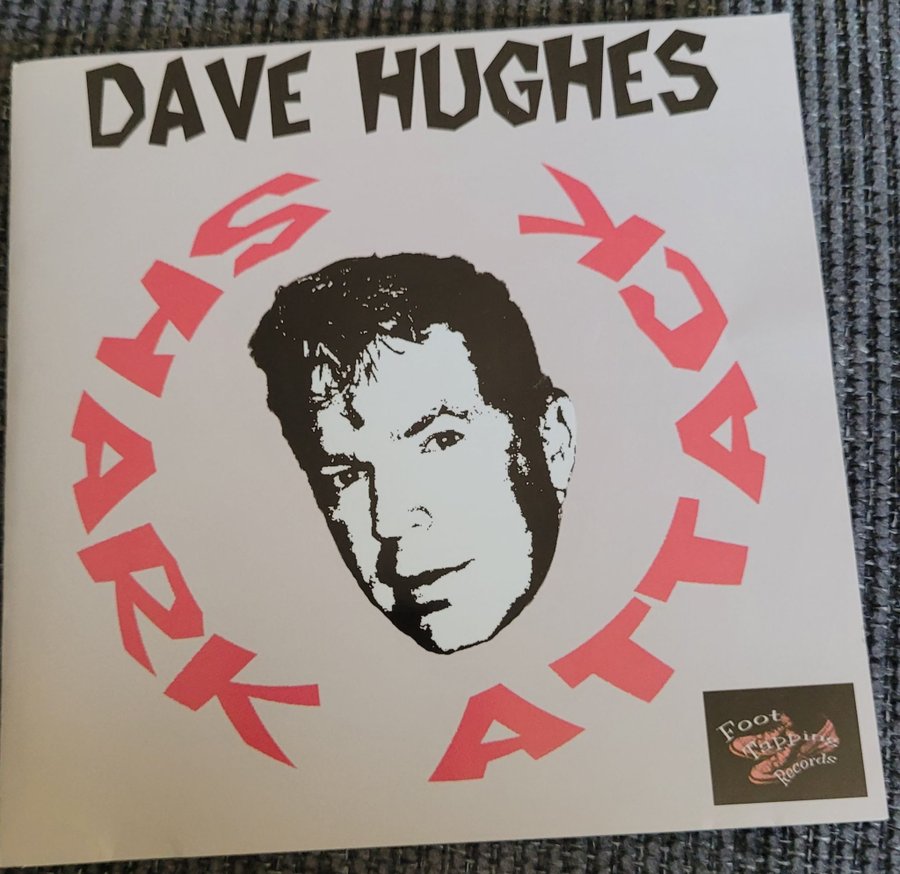 DAVE HUGHES
SHARK
ATTACK
Foot
Tapping
Records